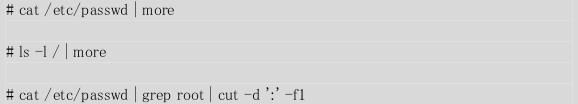 # cat /etc/passwd | more
# ls -l / | more
# cat /etc/passwd | grep root | cut -d ':' -f1